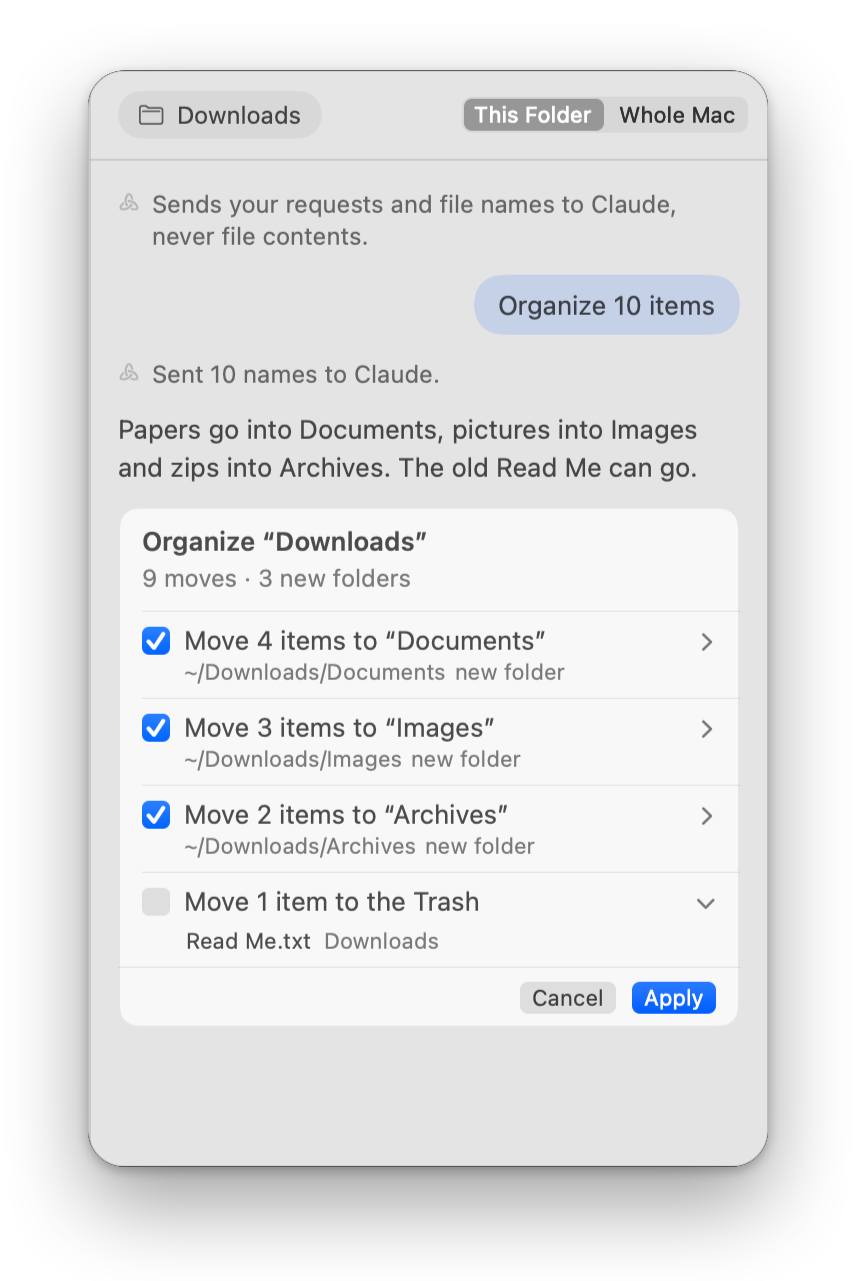 Downloads
This Folder Whole Mac
Sends your requests and file names to Claude,
never file contents.
Organize 10 items
Sent 10 names to Claude.
Papers go into Documents, pictures into Images
and zips into Archives. The old Read Me can go.
Organize “Downloads”
9 moves · 3 new folders
Move 4 items to “Documents”
~/Downloads/Documents new folder
Move 3 items to “Images”
~/Downloads/Images new folder
Move 2 items to “Archives”
~/Downloads/Archives new folder
Move 1 item to the Trash
Read Me.txt Downloads
Cancel Apply